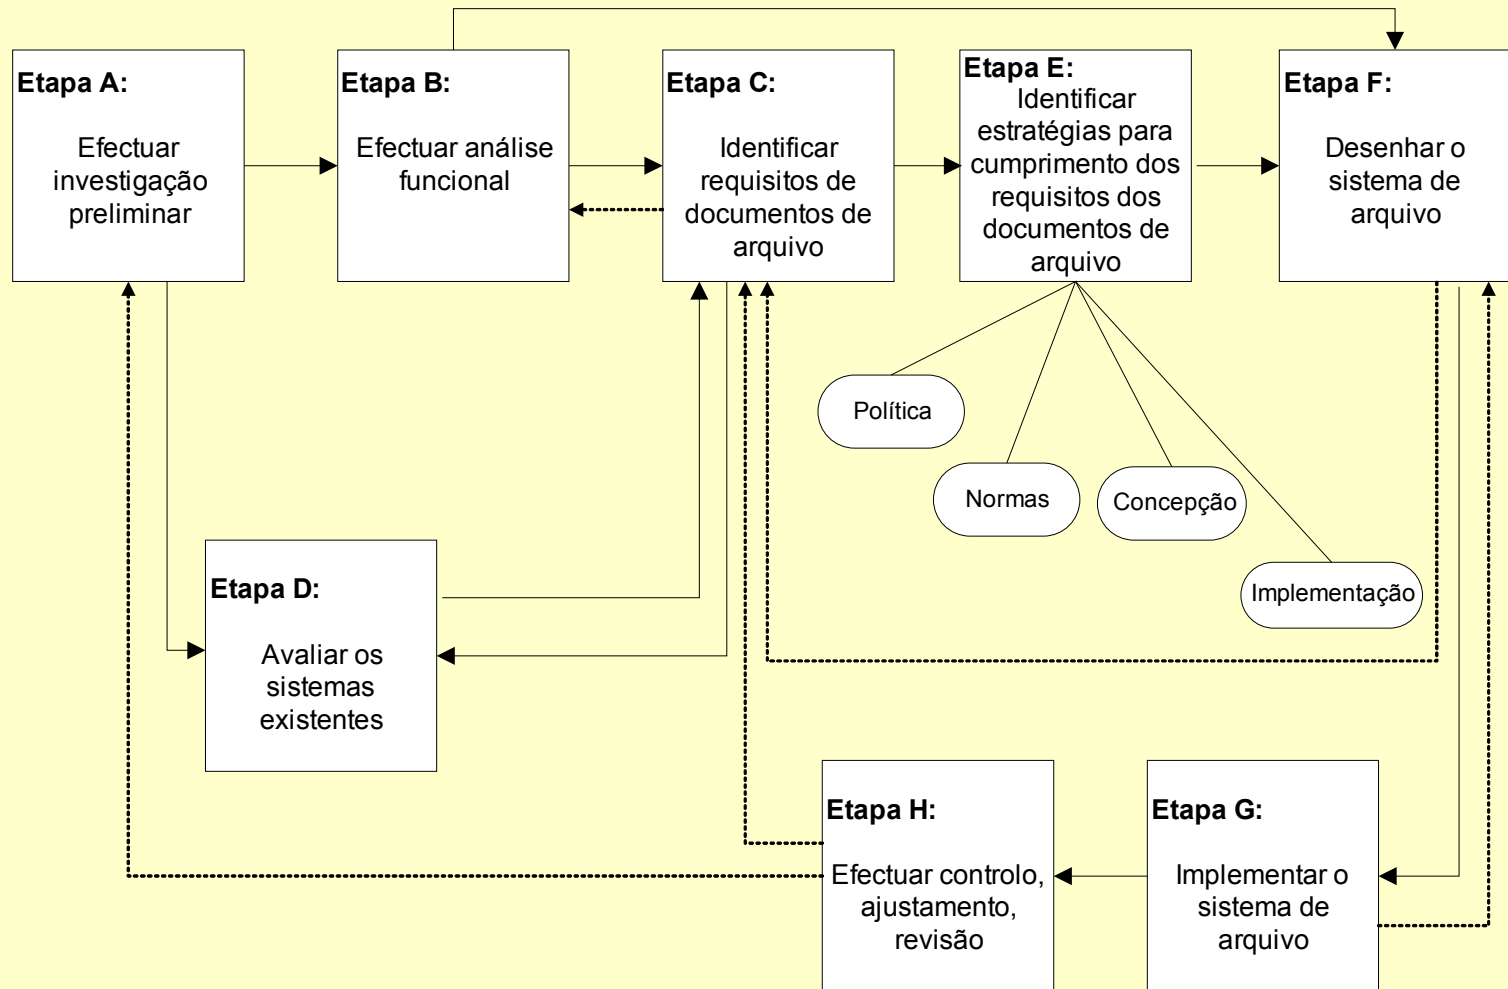 Etapa A:
Efectuar
investigação
preliminar
Etapa B:
Efectuar análise
funcional
Etapa C:
Identificar
requisitos de
documentos de
arquivo
Etapa E:
Identificar
estratégias para
cumprimento dos
requisitos dos
documentos de
arquivo
Etapa F:
Desenhar o
sistema de
arquivo
Política
Normas
Concepção
Implementação
Etapa D:
Avaliar os
sistemas
existentes
Etapa H:
Efectuar controlo,
ajustamento,
revisão
Etapa G:
Implementar o
sistema de
arquivo